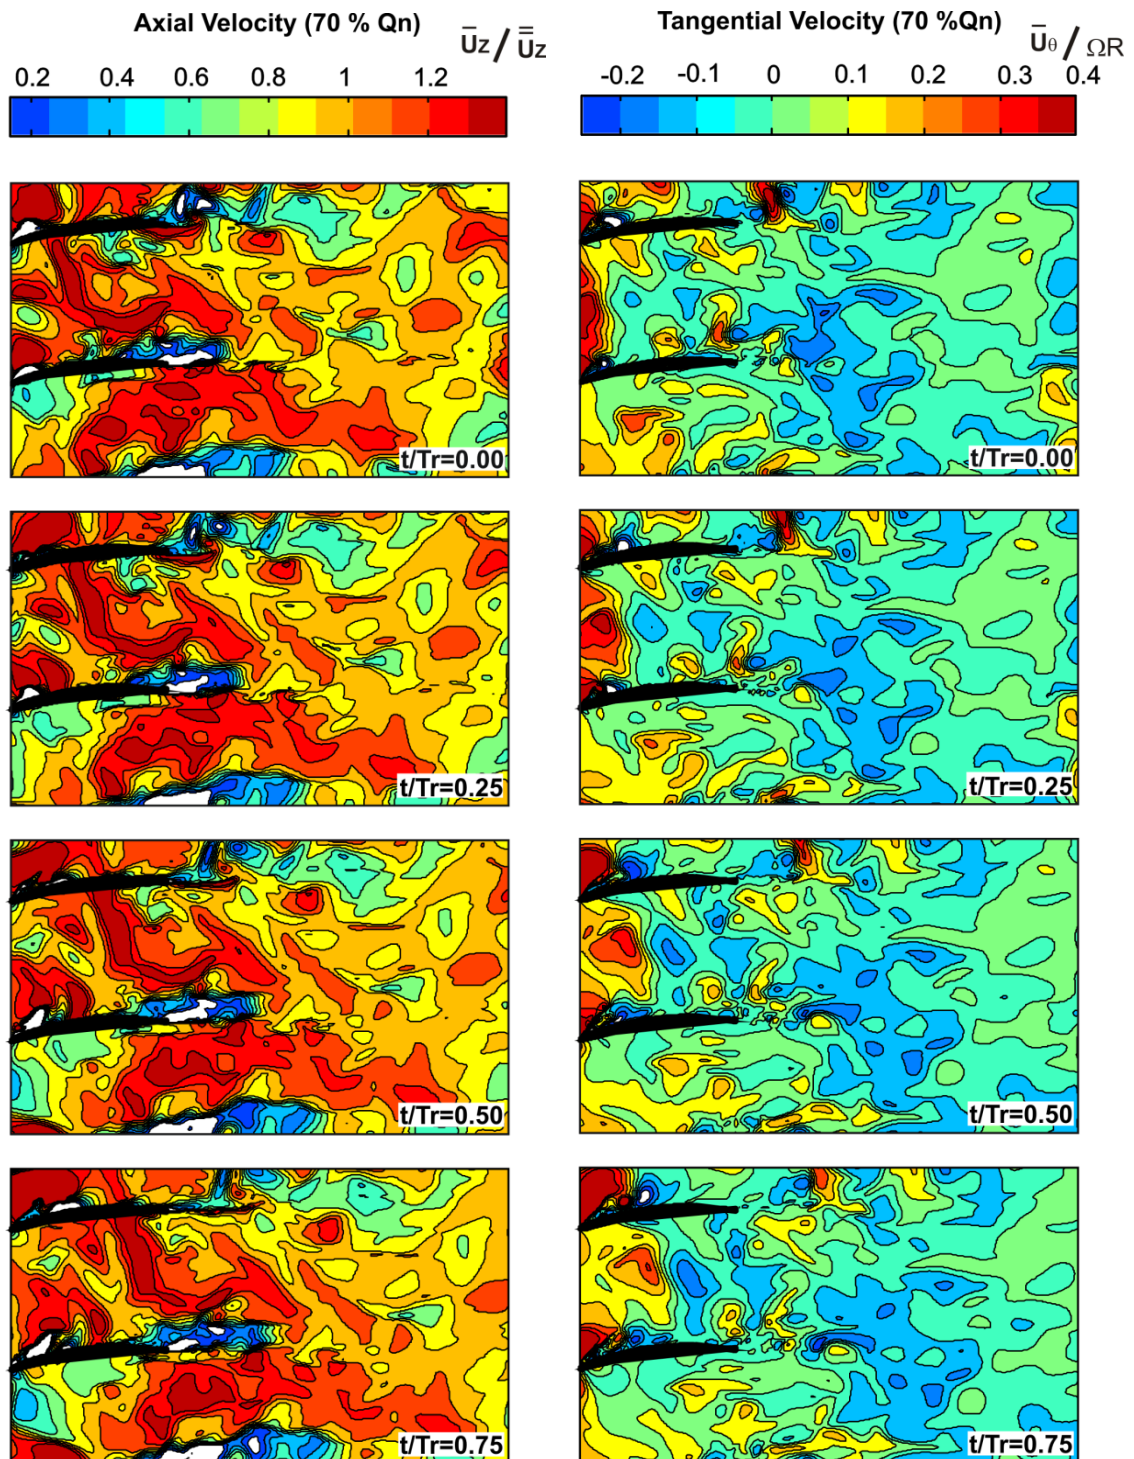 Axial Velocity (70 % Qn)
U̅z / U̿z
0.2 0.4 0.6 0.8 1 1.2
Tangential Velocity (70 %Qn)
U̅θ / ΩR
-0.2 -0.1 0 0.1 0.2 0.3 0.4
t/Tr=0.00
t/Tr=0.00
t/Tr=0.25
t/Tr=0.25
t/Tr=0.50
t/Tr=0.50
t/Tr=0.75
t/Tr=0.75